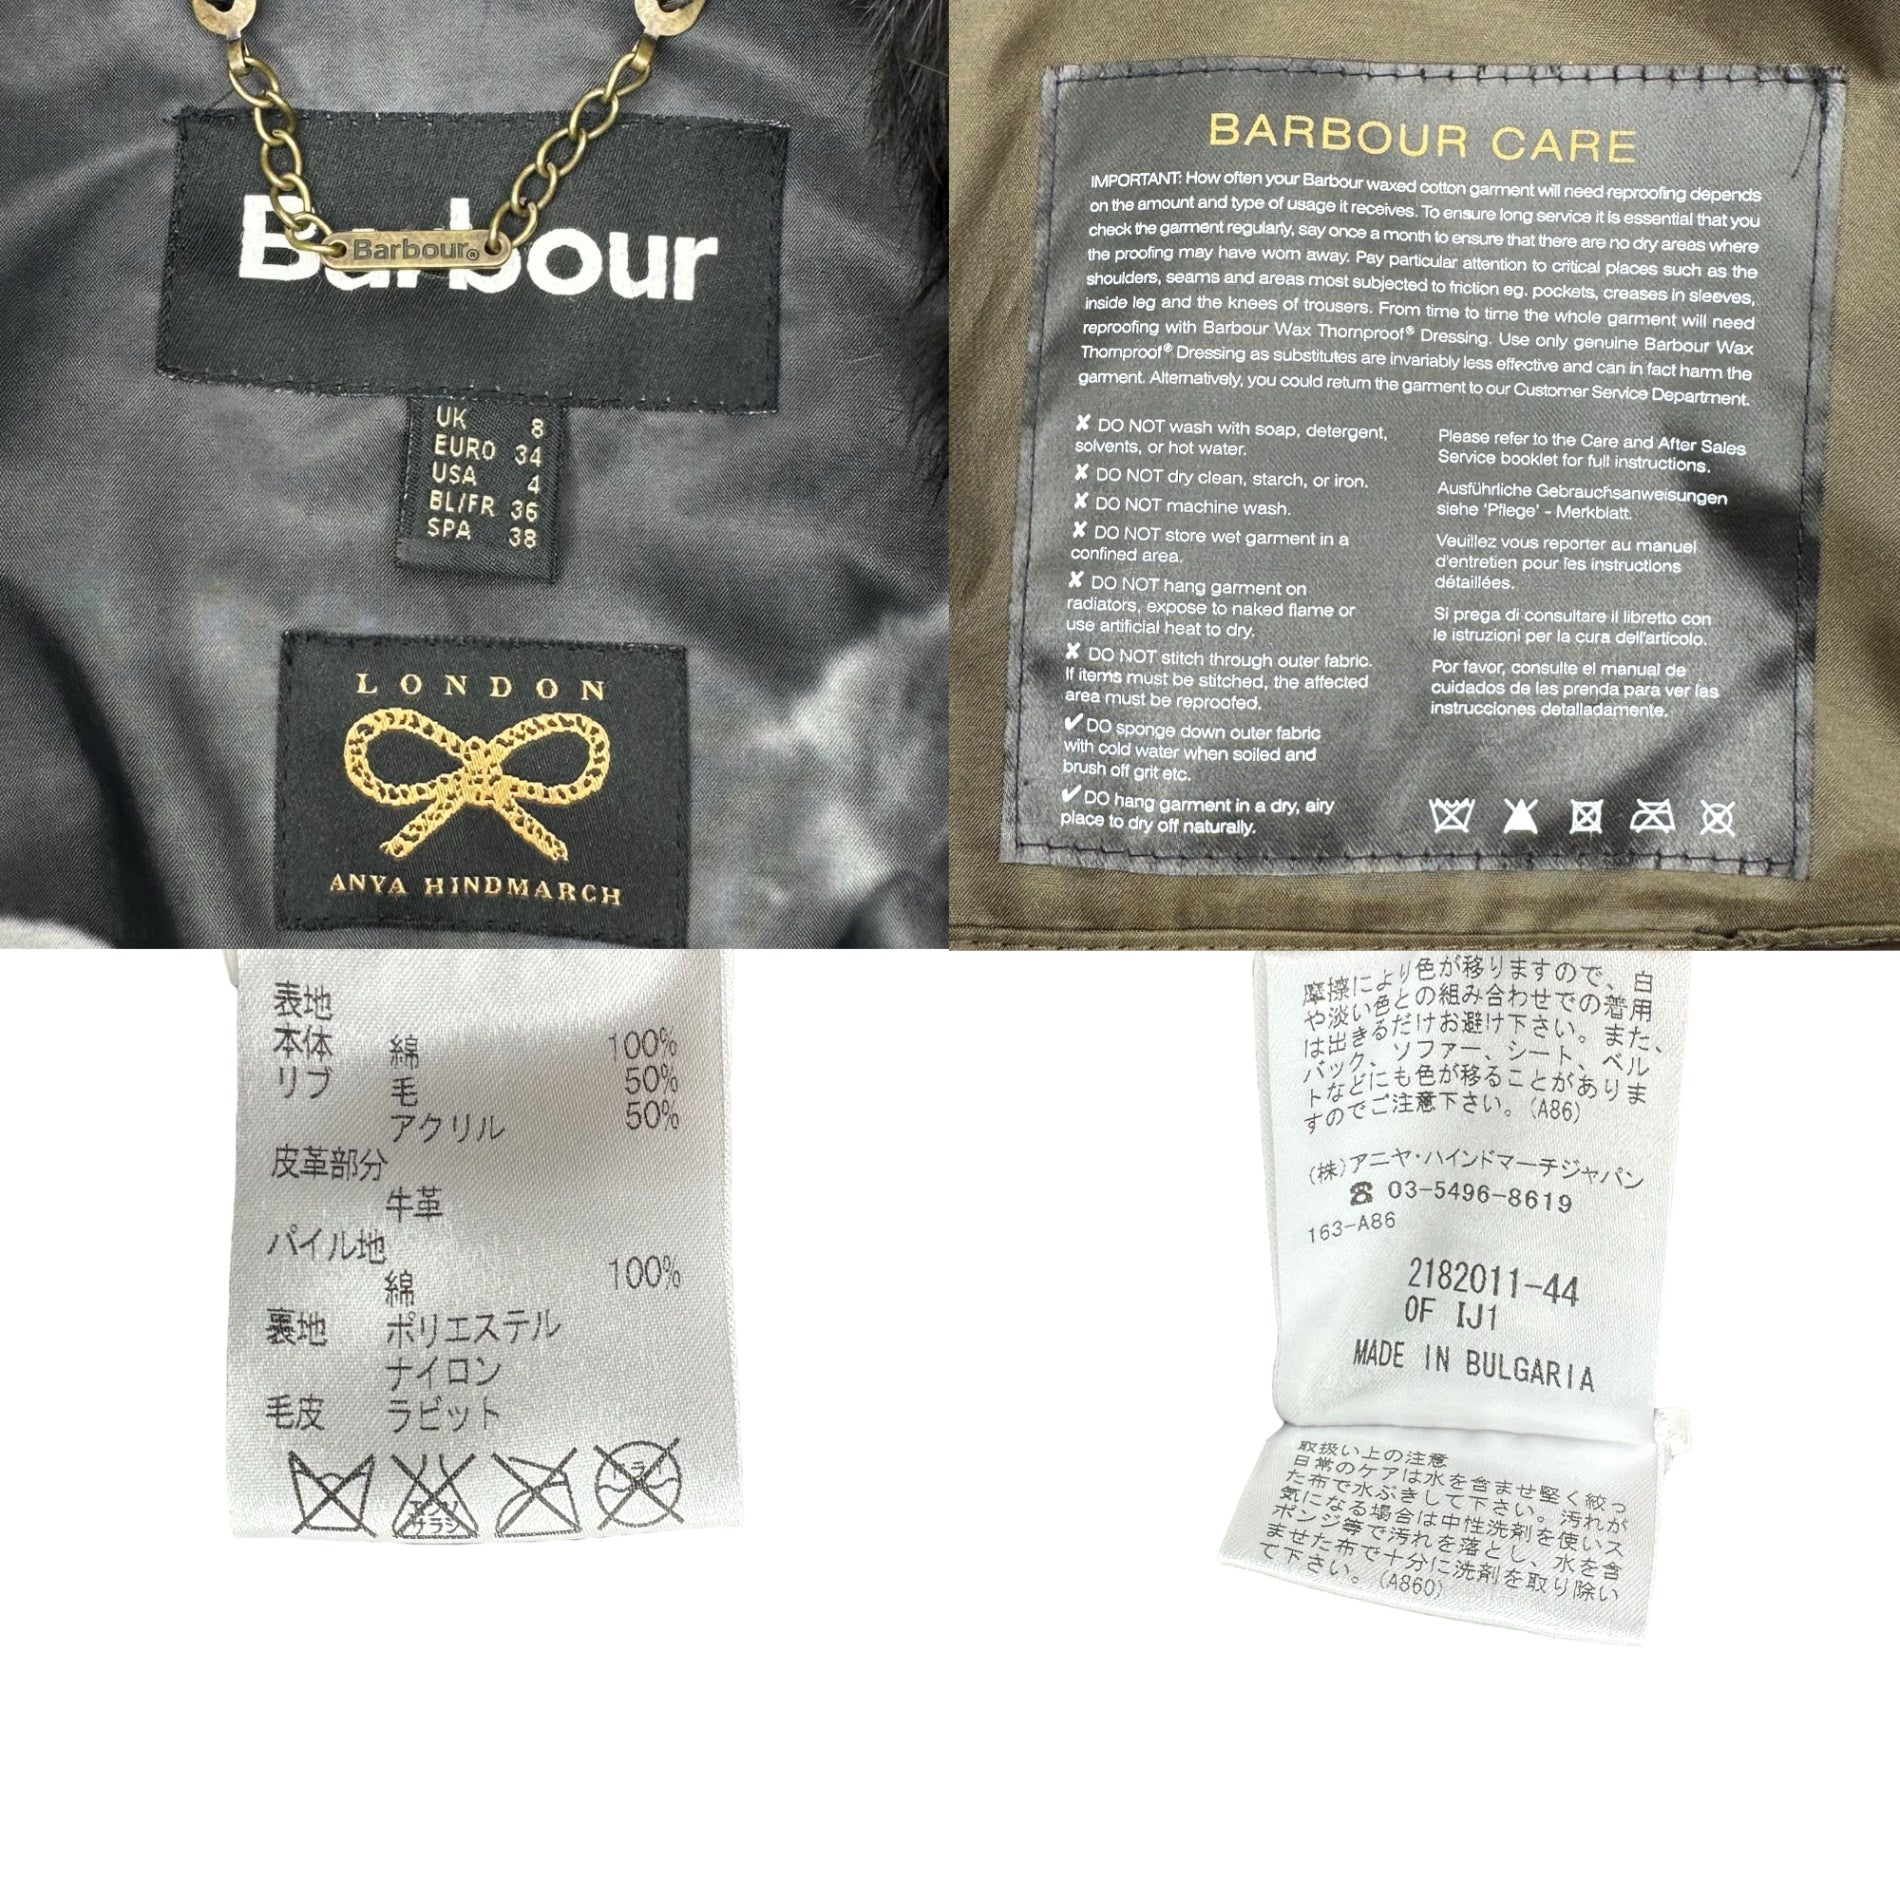 Barbour
Barbour®
UK 8
EURO 34
USA 4
BL/FR 36
SPA 38
LONDON
ANYA HINDMARCH
BARBOUR CARE
IMPORTANT: How often your Barbour waxed cotton garment will need reproofing depends
on the amount and type of usage it receives. To ensure long service it is essential that you
check the garment regularly, say once a month to ensure that there are no dry areas where
the proofing may have worn away. Pay particular attention to critical places such as the
shoulders, seams and areas most subjected to friction eg. pockets, creases in sleeves,
inside leg and the knees of trousers. From time to time the whole garment will need
reproofing with Barbour Wax Thornproof® Dressing. Use only genuine Barbour Wax
Thornproof® Dressing as substitutes are invariably less effective and can in fact harm the
garment. Alternatively, you could return the garment to our Customer Service Department.
✘ DO NOT wash with soap, detergent,
solvents, or hot water.
✘ DO NOT dry clean, starch, or iron.
✘ DO NOT machine wash.
✘ DO NOT store wet garment in a
confined area.
✘ DO NOT hang garment on
radiators, expose to naked flame or
use artificial heat to dry.
✘ DO NOT stitch through outer fabric.
If items must be stitched, the affected
area must be reproofed.
✔ DO sponge down outer fabric
with cold water when soiled and
brush off grit etc.
✔ DO hang garment in a dry, airy
place to dry off naturally.
Please refer to the Care and After Sales
Service booklet for full instructions.
Ausführliche Gebrauchsanweisungen
siehe 'Pflege' - Merkblatt.
Veuillez vous reporter au manuel
d'entretien pour les instructions
détaillées.
Si prega di consultare il libretto con
le istruzioni per la cura dell'articolo.
Por favor, consulte el manual de
cuidados de las prenda para ver las
instrucciones detalladamente.
表地
本体 綿 100%
リブ 毛 50%
アクリル 50%
皮革部分
牛革
パイル地
綿 100%
裏地 ポリエステル
ナイロン
毛皮 ラビット
エンソ
サラシ
摩擦により色が移りますので、白
や淡い色との組み合わせでの着用
は出きるだけお避け下さい。また、
バック、ソファー、シート、ベル
トなどにも色が移ることがありま
すのでご注意下さい。(A86)
(株)アニヤ・ハインドマーチジャパン
☎ 03-5496-8619
163-A86
2182011-44
OF IJ1
MADE IN BULGARIA
取扱い上の注意
日常のケアは水を含ませ堅く絞っ
た布で水ぶきして下さい。汚れが
気になる場合は中性洗剤を使いス
ポンジ等で汚れを落とし、水を含
ませた布で十分に洗剤を取り除い
て下さい。(A860)